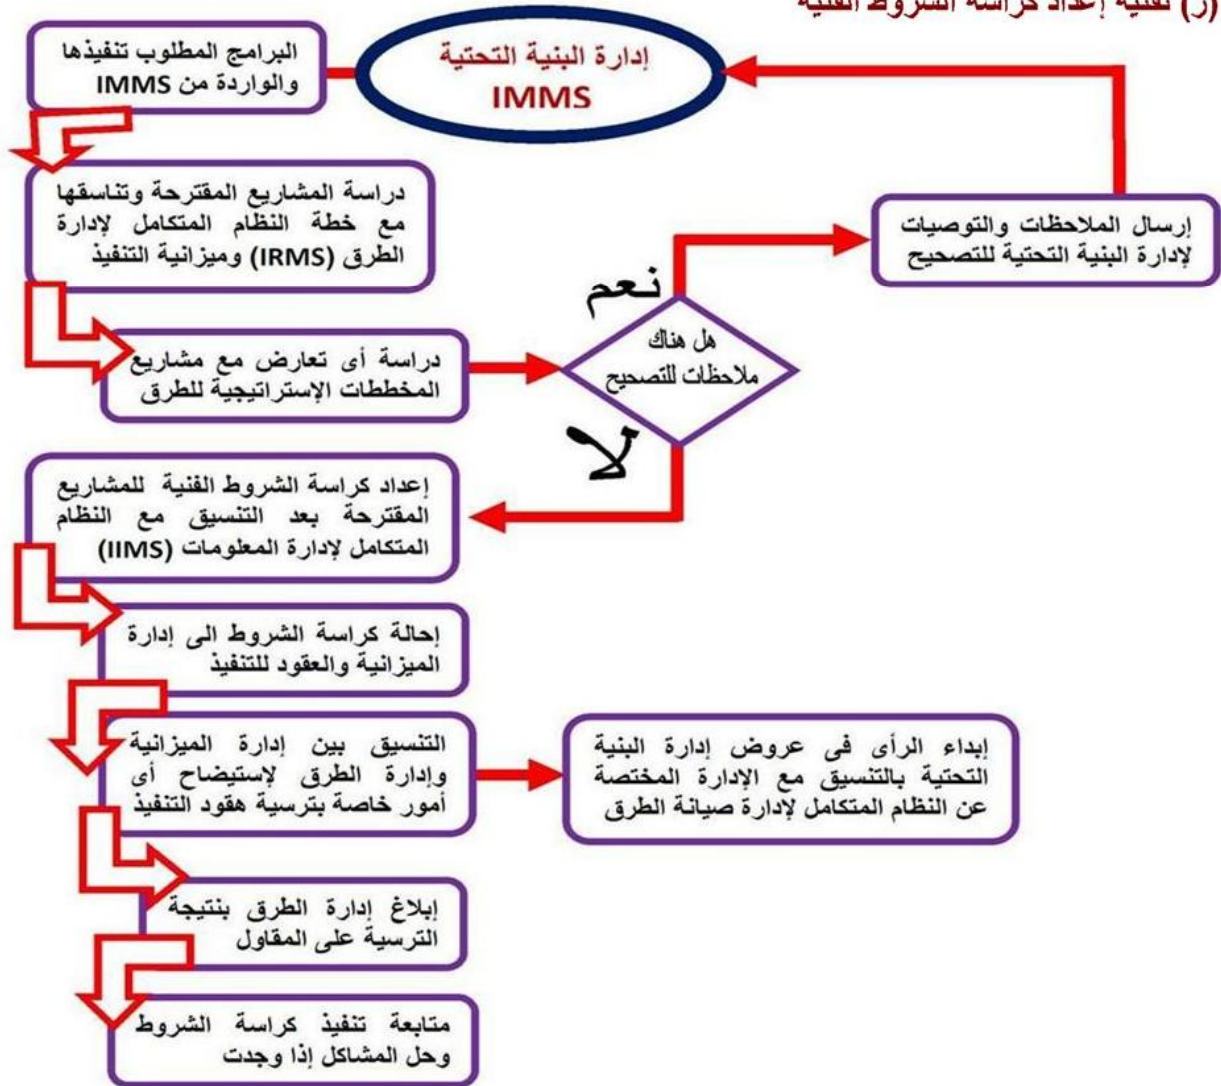 (ز) تقنية إعداد كراسة الشروط الفنية
إدارة البنية التحتية
IMMS
البرامج المطلوب تنفيذها
والواردة من IMMS
دراسة المشاريع المقترحة وتناسقها
مع خطة النظام المتكامل لإدارة
الطرق (IRMS) وميزانية التنفيذ
دراسة أى تعارض مع مشاريع
المخططات الإستراتيجية للطرق
هل هناك
ملاحظات للتصحيح
نعم
إرسال الملاحظات والتوصيات
لإدارة البنية التحتية للتصحيح
لا
إعداد كراسة الشروط الفنية للمشاريع
المقترحة بعد التنسيق مع النظام
المتكامل لإدارة المعلومات (IIMS)
إحالة كراسة الشروط الى إدارة
الميزانية والعقود للتنفيذ
التنسيق بين إدارة الميزانية
وإدارة الطرق لإستيضاح أى
أمور خاصة بترسية هقود التنفيذ
إبداء الرأى فى عروض إدارة البنية
التحتية بالتنسيق مع الإدارة المختصة
عن النظام المتكامل لإدارة صيانة الطرق
إبلاغ إدارة الطرق بنتيجة
الترسية على المقاول
متابعة تنفيذ كراسة الشروط
وحل المشاكل إذا وجدت